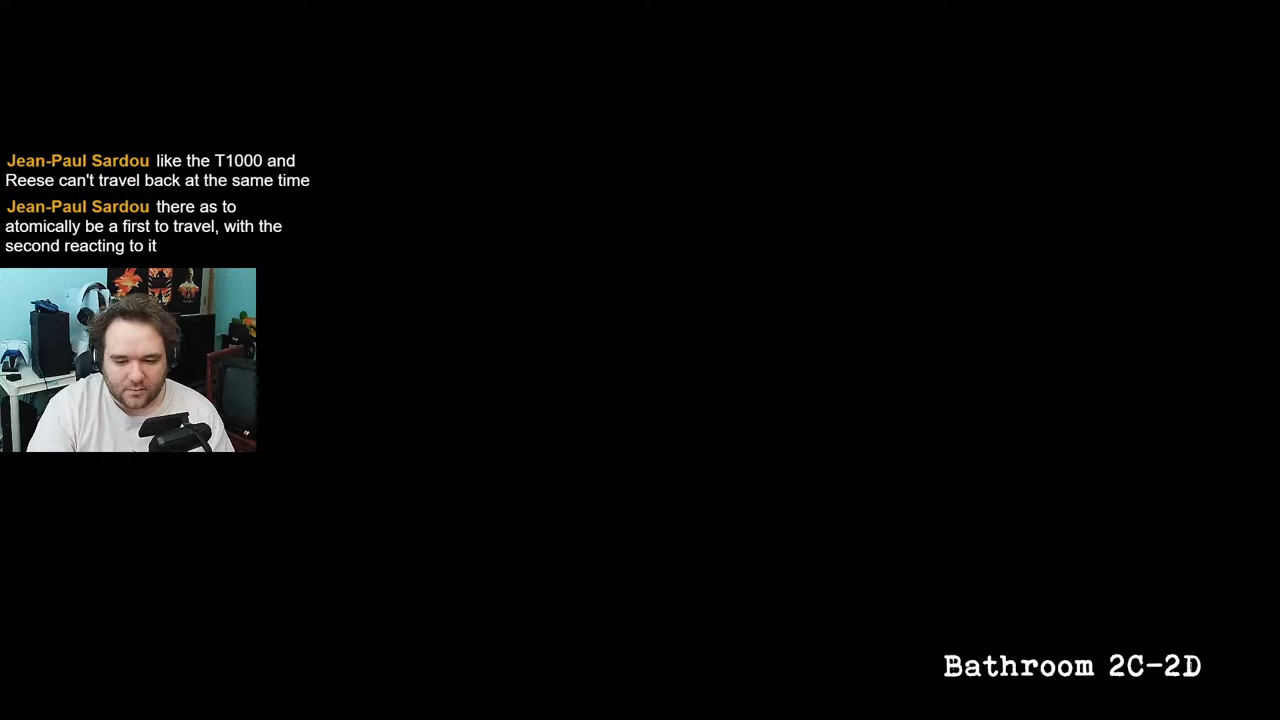 Jean-Paul Sardou like the T1000 and
Reese can't travel back at the same time
Jean-Paul Sardou there as to
atomically be a first to travel, with the
second reacting to it
Bathroom 2C-2D